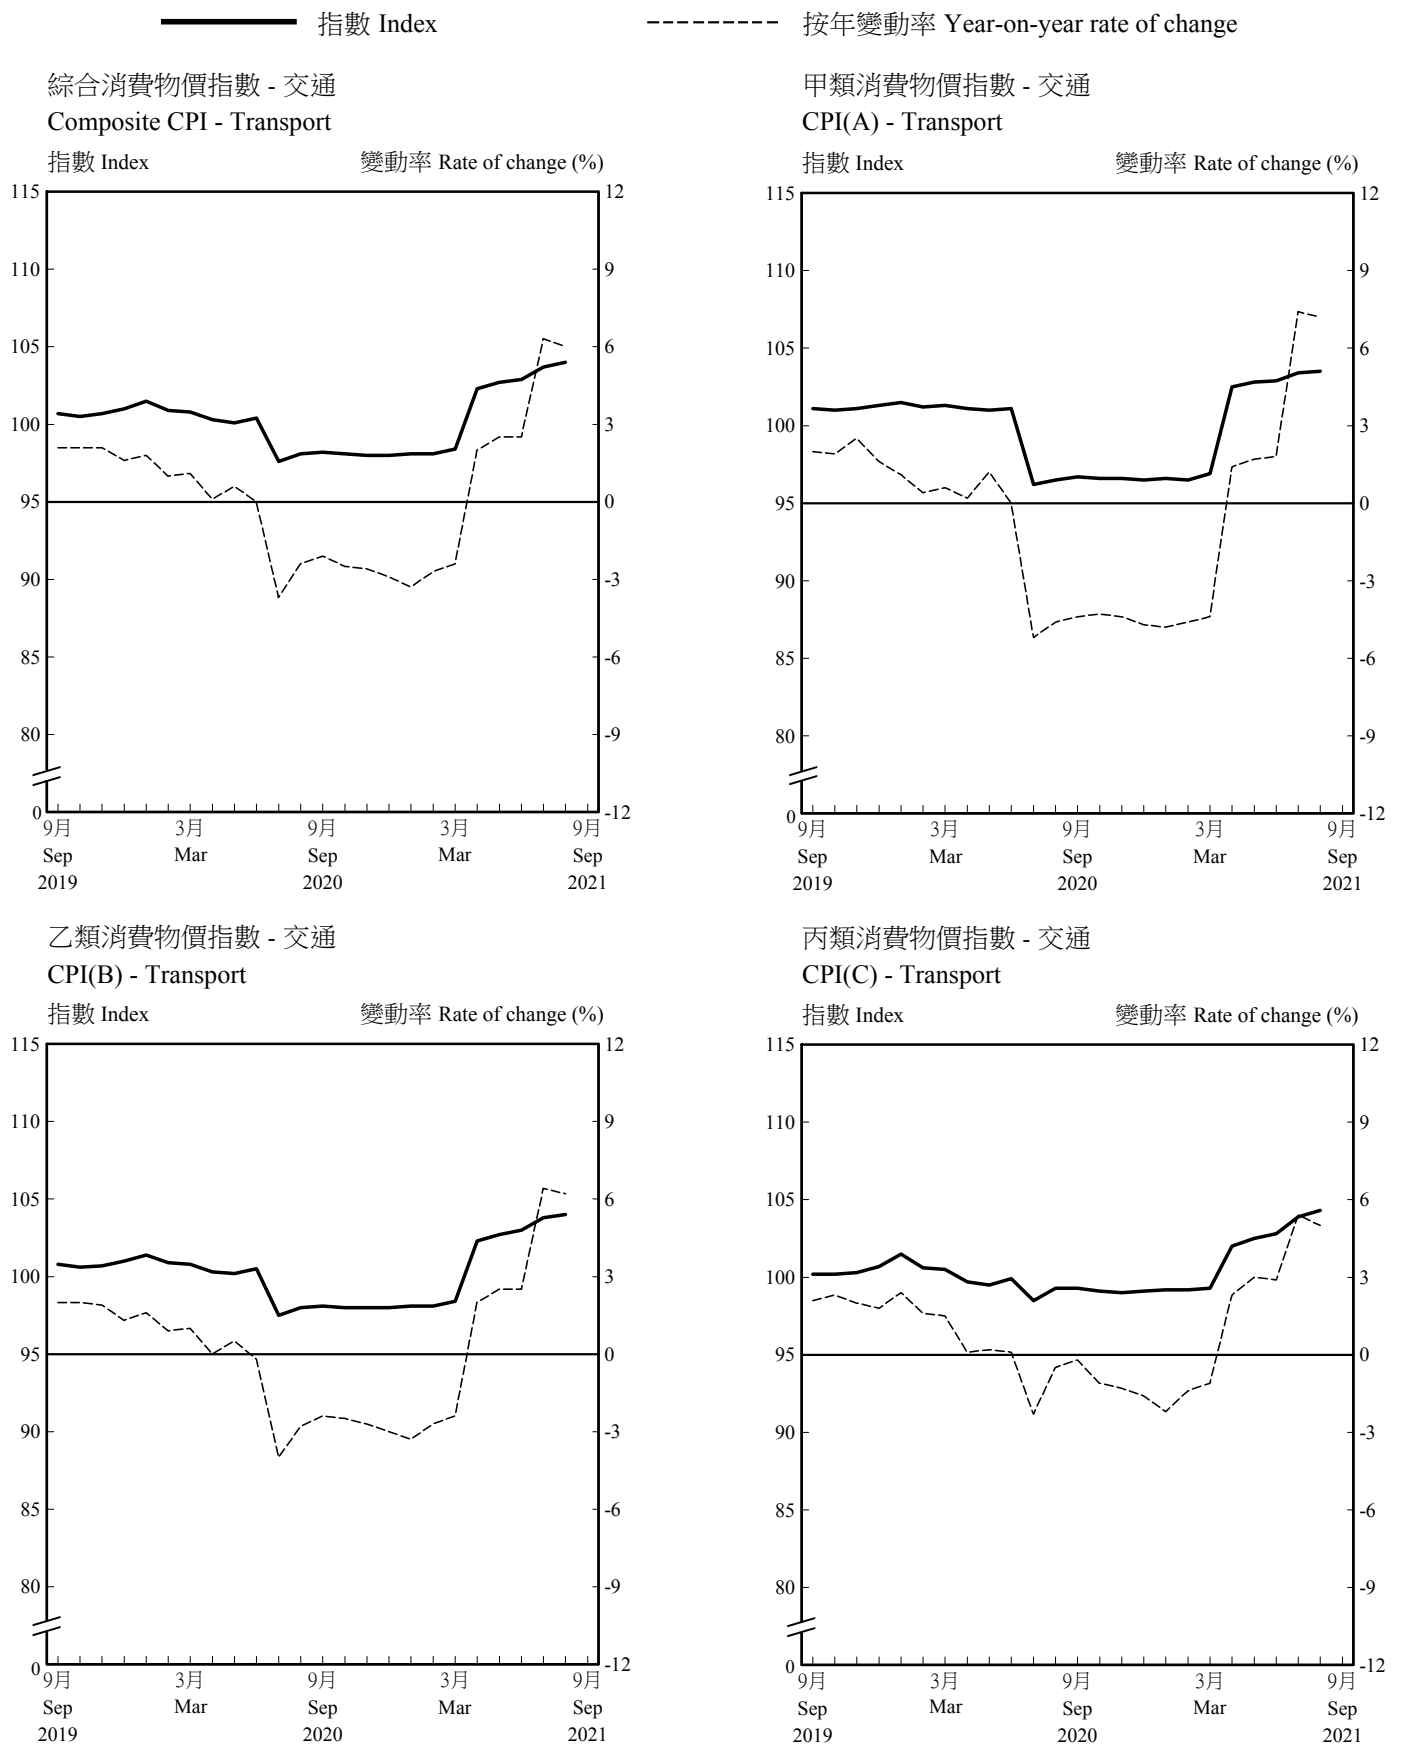 指數 Index
按年變動率 Year-on-year rate of change
綜合消費物價指數 - 交通
Composite CPI - Transport
指數 Index 變動率 Rate of change (%)
115 12
110 9
105 6
100 3
95 0
90 -3
85 -6
80 -9
0 -12
9月 3月 9月 3月 9月
Sep Mar Sep Mar Sep
2019 2020 2021
甲類消費物價指數 - 交通
CPI(A) - Transport
指數 Index 變動率 Rate of change (%)
115 12
110 9
105 6
100 3
95 0
90 -3
85 -6
80 -9
0 -12
9月 3月 9月 3月 9月
Sep Mar Sep Mar Sep
2019 2020 2021
乙類消費物價指數 - 交通
CPI(B) - Transport
指數 Index 變動率 Rate of change (%)
115 12
110 9
105 6
100 3
95 0
90 -3
85 -6
80 -9
0 -12
9月 3月 9月 3月 9月
Sep Mar Sep Mar Sep
2019 2020 2021
丙類消費物價指數 - 交通
CPI(C) - Transport
指數 Index 變動率 Rate of change (%)
115 12
110 9
105 6
100 3
95 0
90 -3
85 -6
80 -9
0 -12
9月 3月 9月 3月 9月
Sep Mar Sep Mar Sep
2019 2020 2021